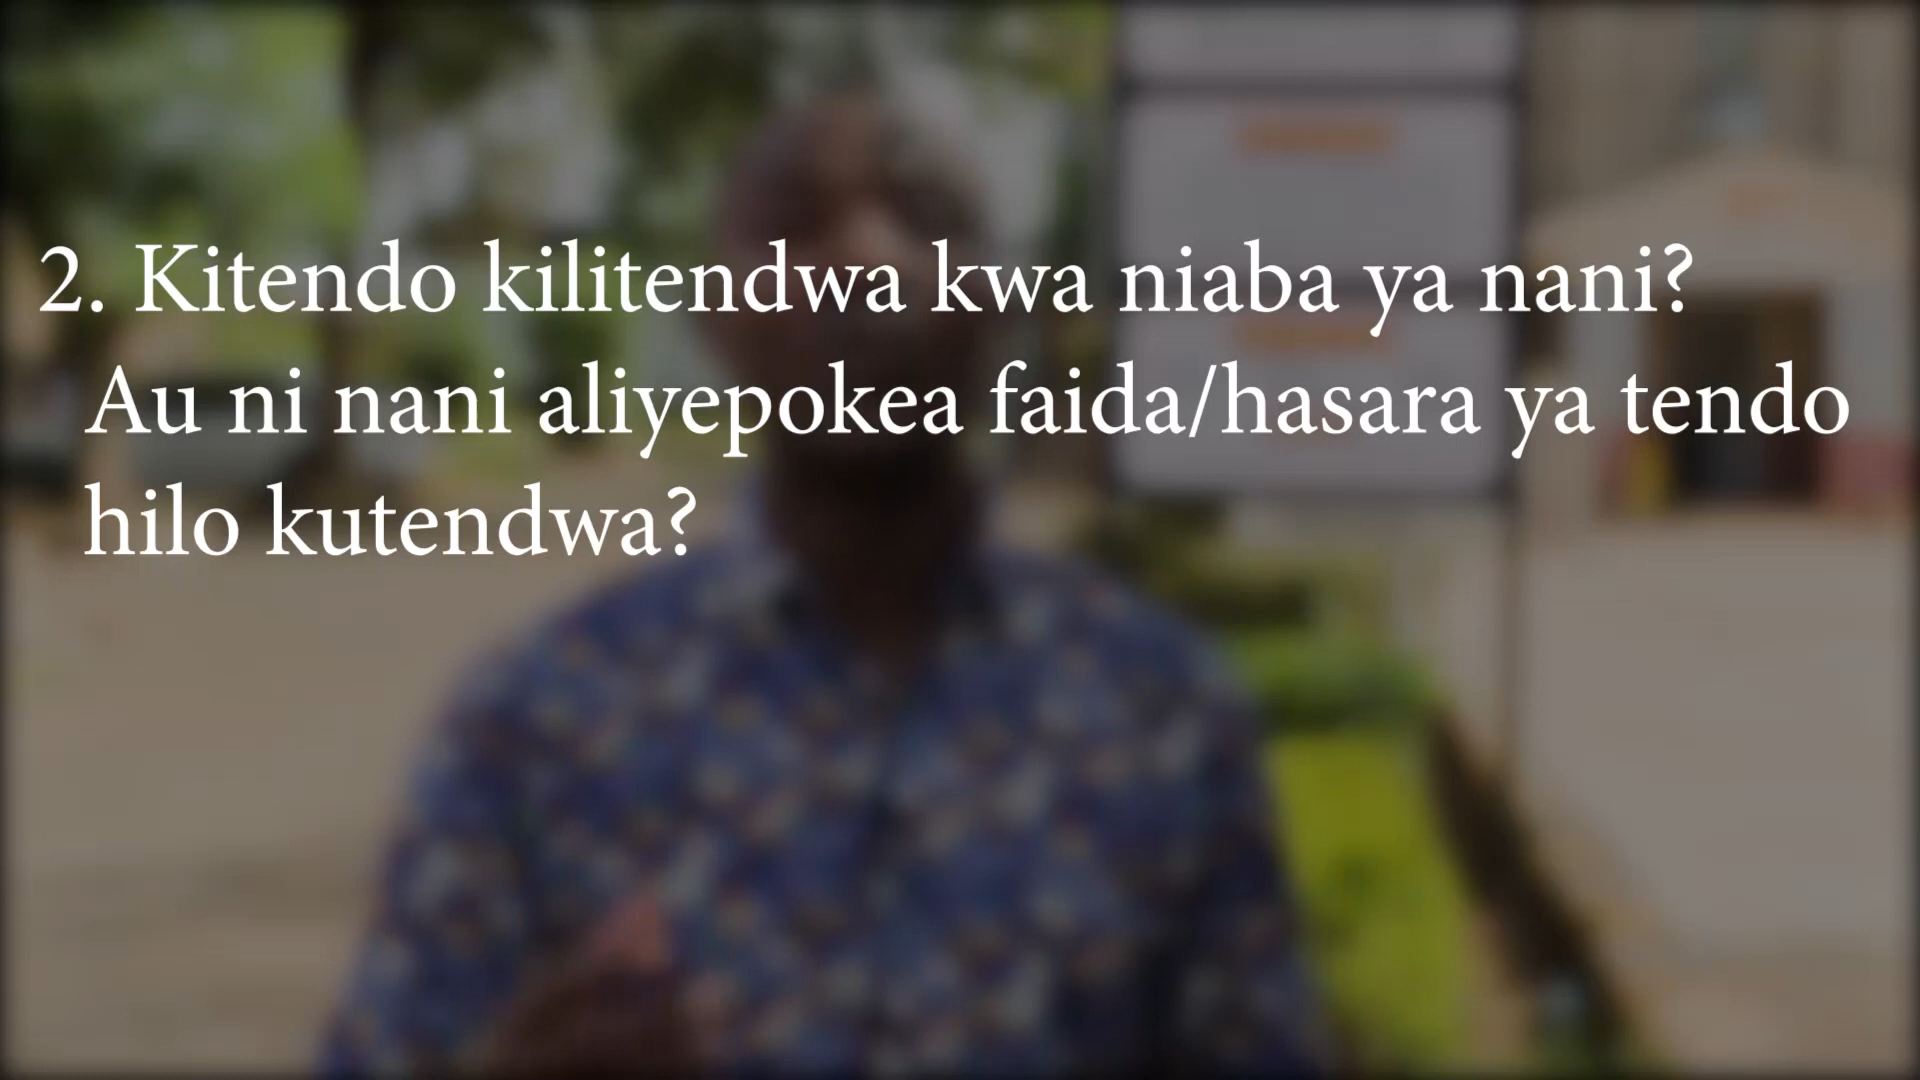 2. Kitendo kilitendwa kwa niaba ya nani?
Au ni nani aliyepokea faida/hasara ya tendo
hilo kutendwa?